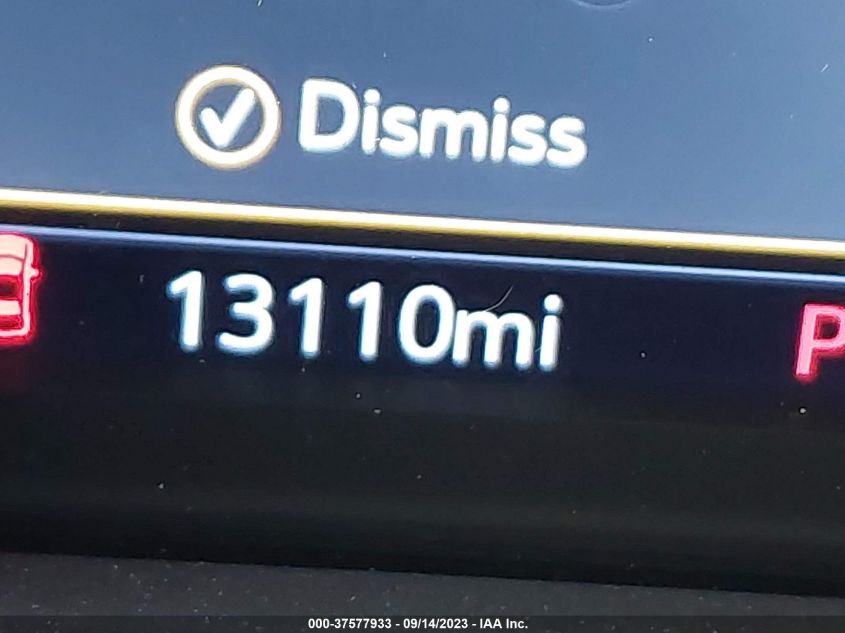 Dismiss
13110mi
P
000-37577933 - 09/14/2023 - IAA Inc.